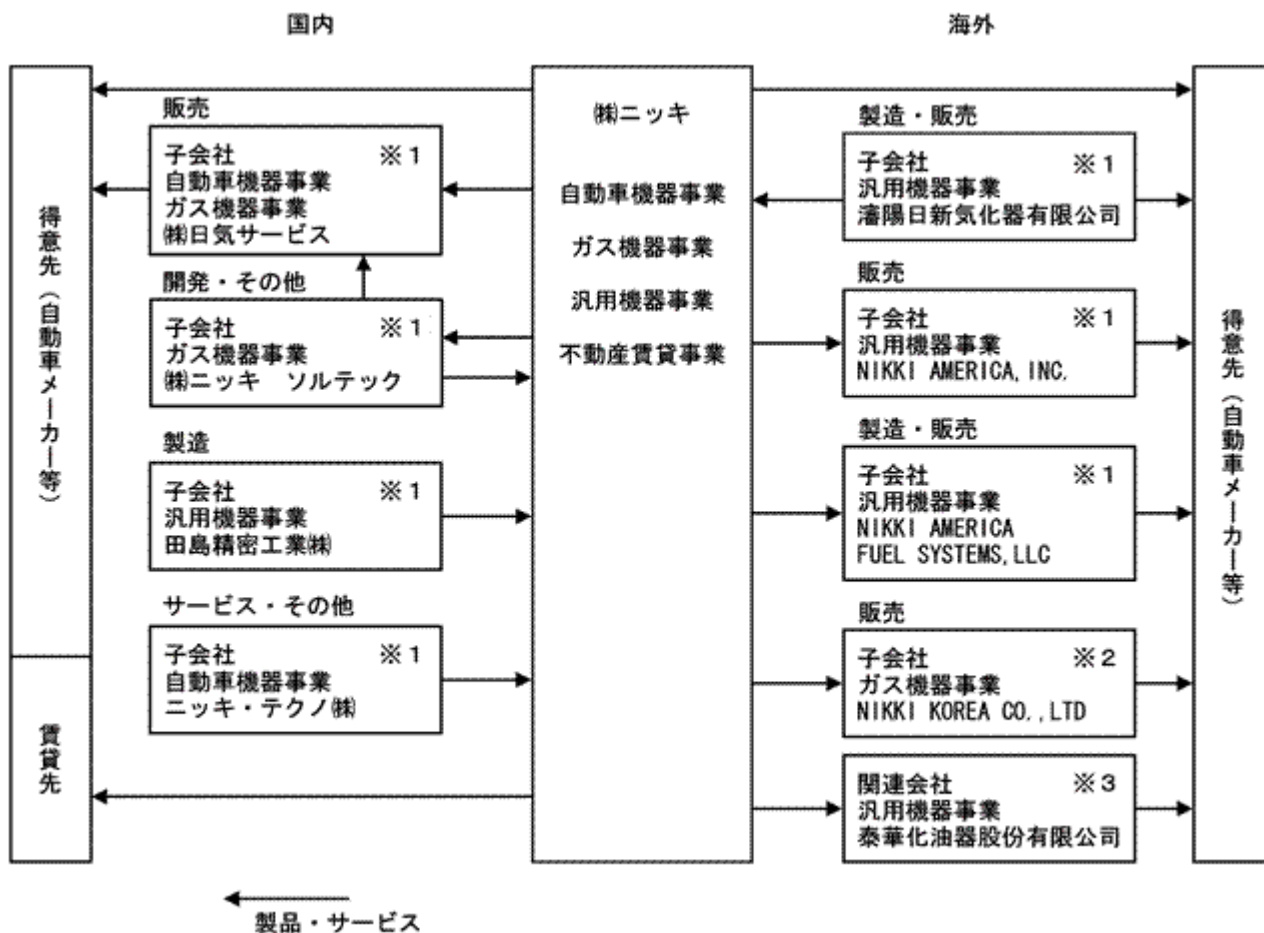 国内
海外
得意先（自動車メーカー等）
賃貸先
販売
子会社 ※1
自動車機器事業
ガス機器事業
㈱日気サービス
開発・その他
子会社 ※1
ガス機器事業
㈱ニッキ　ソルテック
製造
子会社 ※1
汎用機器事業
田島精密工業㈱
サービス・その他
子会社 ※1
自動車機器事業
ニッキ・テクノ㈱
㈱ニッキ
自動車機器事業
ガス機器事業
汎用機器事業
不動産賃貸事業
製造・販売
子会社 ※1
汎用機器事業
瀋陽日新気化器有限公司
販売
子会社 ※1
汎用機器事業
NIKKI AMERICA, INC.
製造・販売
子会社 ※1
汎用機器事業
NIKKI AMERICA
FUEL SYSTEMS, LLC
販売
子会社 ※2
ガス機器事業
NIKKI KOREA CO., LTD
関連会社 ※3
汎用機器事業
泰華化油器股份有限公司
得意先（自動車メーカー等）
製品・サービス